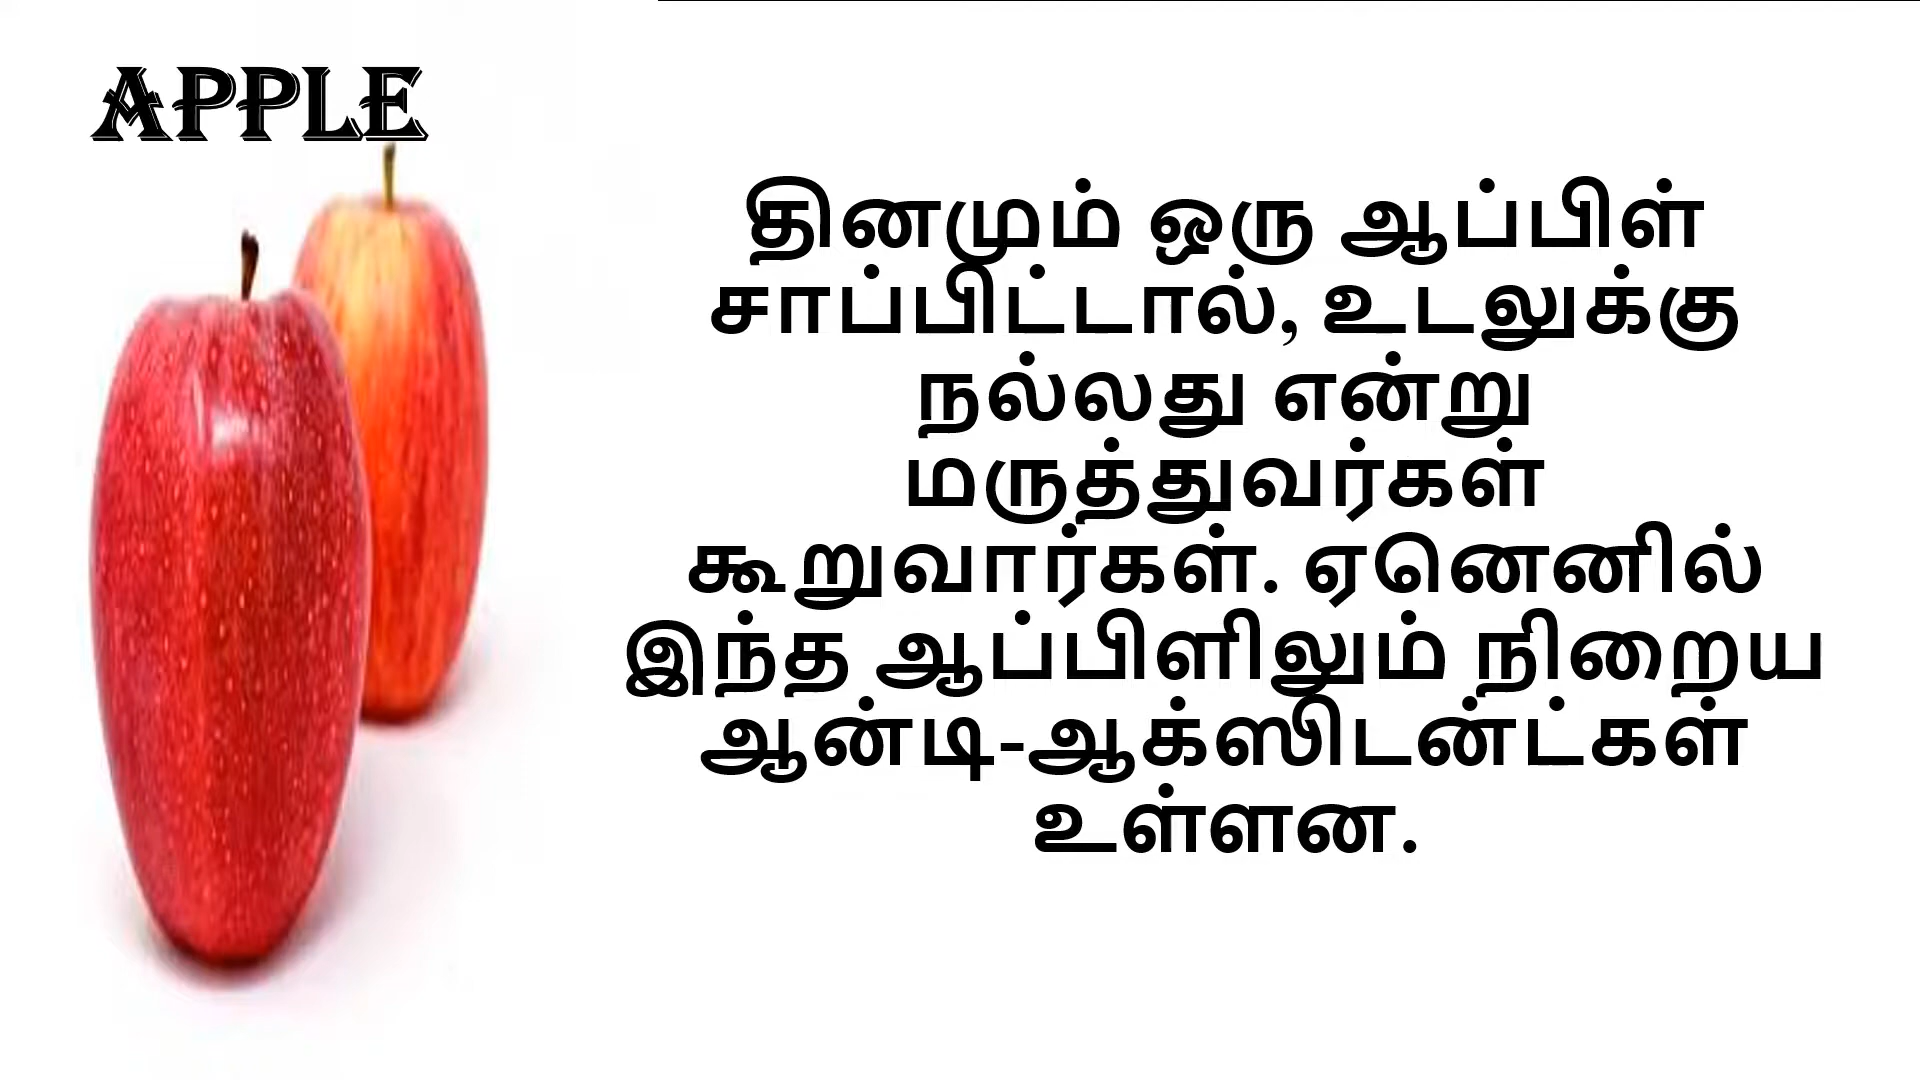 APPLE
தினமும் ஒரு ஆப்பிள்
சாப்பிட்டால், உடலுக்கு
நல்லது என்று
மருத்துவர்கள்
கூறுவார்கள். ஏனெனில்
இந்த ஆப்பிளிலும் நிறைய
ஆன்டி-ஆக்ஸிடன்ட்கள்
உள்ளன.